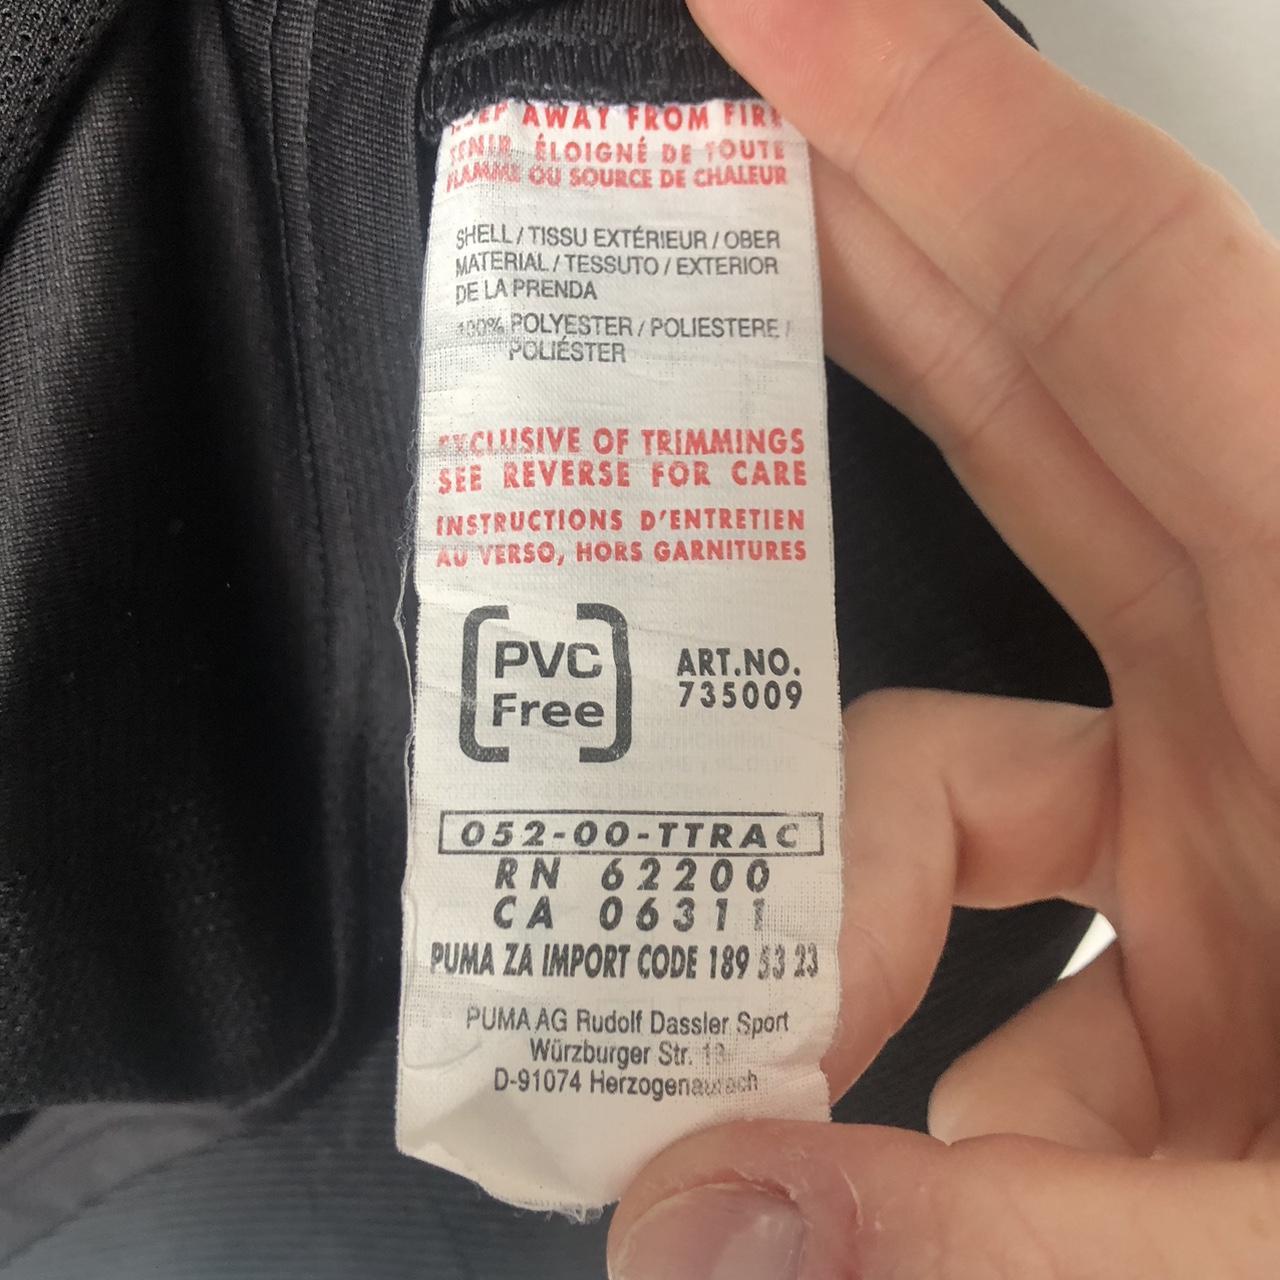 KEEP AWAY FROM FIRE
TENIR ÉLOIGNÉ DE TOUTE
FLAMME OU SOURCE DE CHALEUR
SHELL / TISSU EXTÉRIEUR / OBER
MATERIAL / TESSUTO / EXTERIOR
DE LA PRENDA
100% POLYESTER / POLIESTERE /
POLIÉSTER
EXCLUSIVE OF TRIMMINGS
SEE REVERSE FOR CARE
INSTRUCTIONS D'ENTRETIEN
AU VERSO, HORS GARNITURES
PVC
Free
ART.NO.
735009
052-00-TTRAC
RN 62200
CA 06311
PUMA ZA IMPORT CODE 189 53 23
PUMA AG Rudolf Dassler Sport
Würzburger Str. 13
D-91074 Herzogenaurach